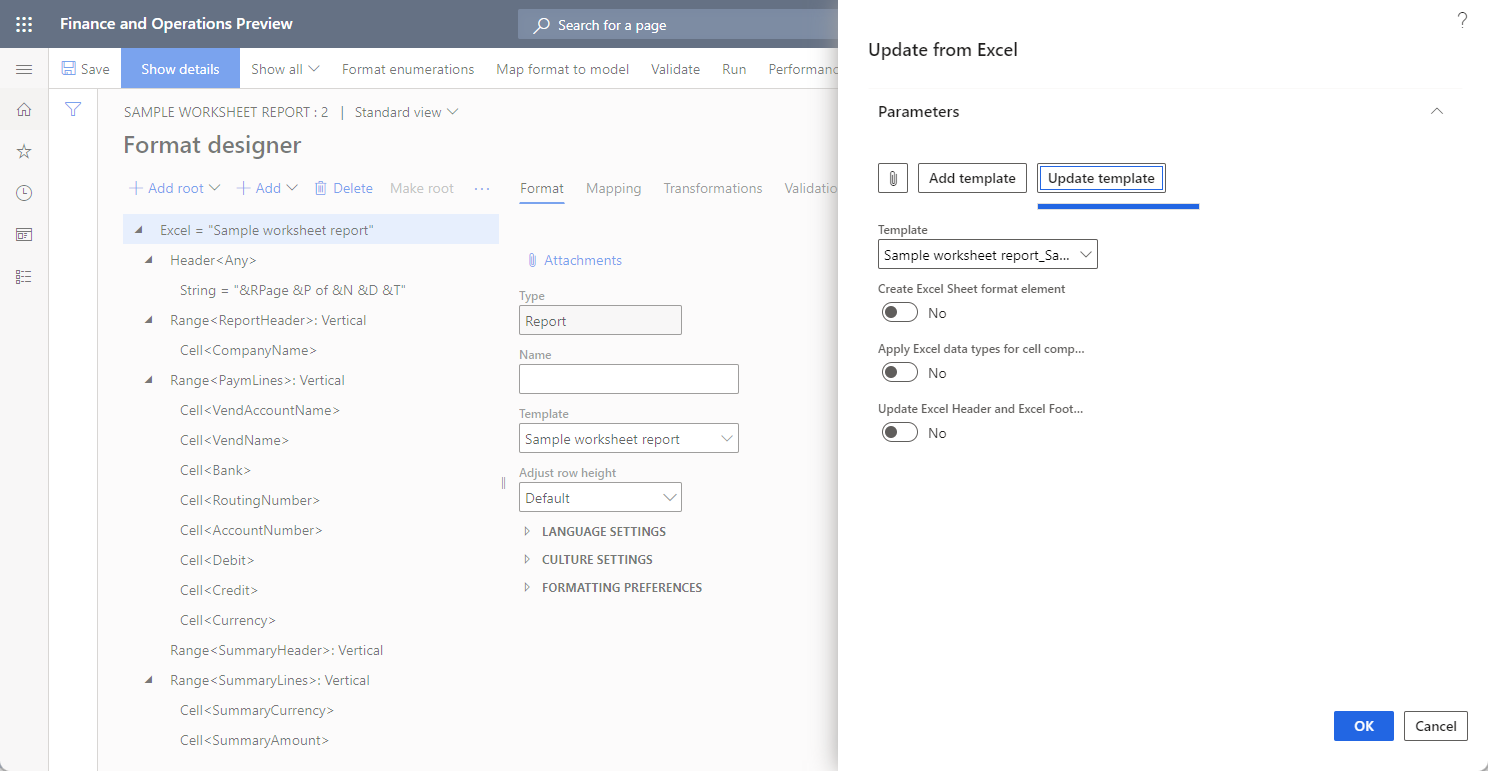 Finance and Operations Preview
Search for a page
Save
Show details
Show all
Format enumerations
Map format to model
Validate
Run
Performanc
SAMPLE WORKSHEET REPORT : 2 | Standard view
Format designer
Add root
Add
Delete
Make root
...
Format
Mapping
Transformations
Validatio
Excel = "Sample worksheet report"
Header<Any>
String = "&RPage &P of &N &D &T"
Range<ReportHeader>: Vertical
Cell<CompanyName>
Range<PaymLines>: Vertical
Cell<VendAccountName>
Cell<VendName>
Cell<Bank>
Cell<RoutingNumber>
Cell<AccountNumber>
Cell<Debit>
Cell<Credit>
Cell<Currency>
Range<SummaryHeader>: Vertical
Range<SummaryLines>: Vertical
Cell<SummaryCurrency>
Cell<SummaryAmount>
Attachments
Type
Report
Name
Template
Sample worksheet report
Adjust row height
Default
LANGUAGE SETTINGS
CULTURE SETTINGS
FORMATTING PREFERENCES
?
Update from Excel
Parameters
Add template
Update template
Template
Sample worksheet report_Sa...
Create Excel Sheet format element
No
Apply Excel data types for cell comp...
No
Update Excel Header and Excel Foot...
No
OK
Cancel